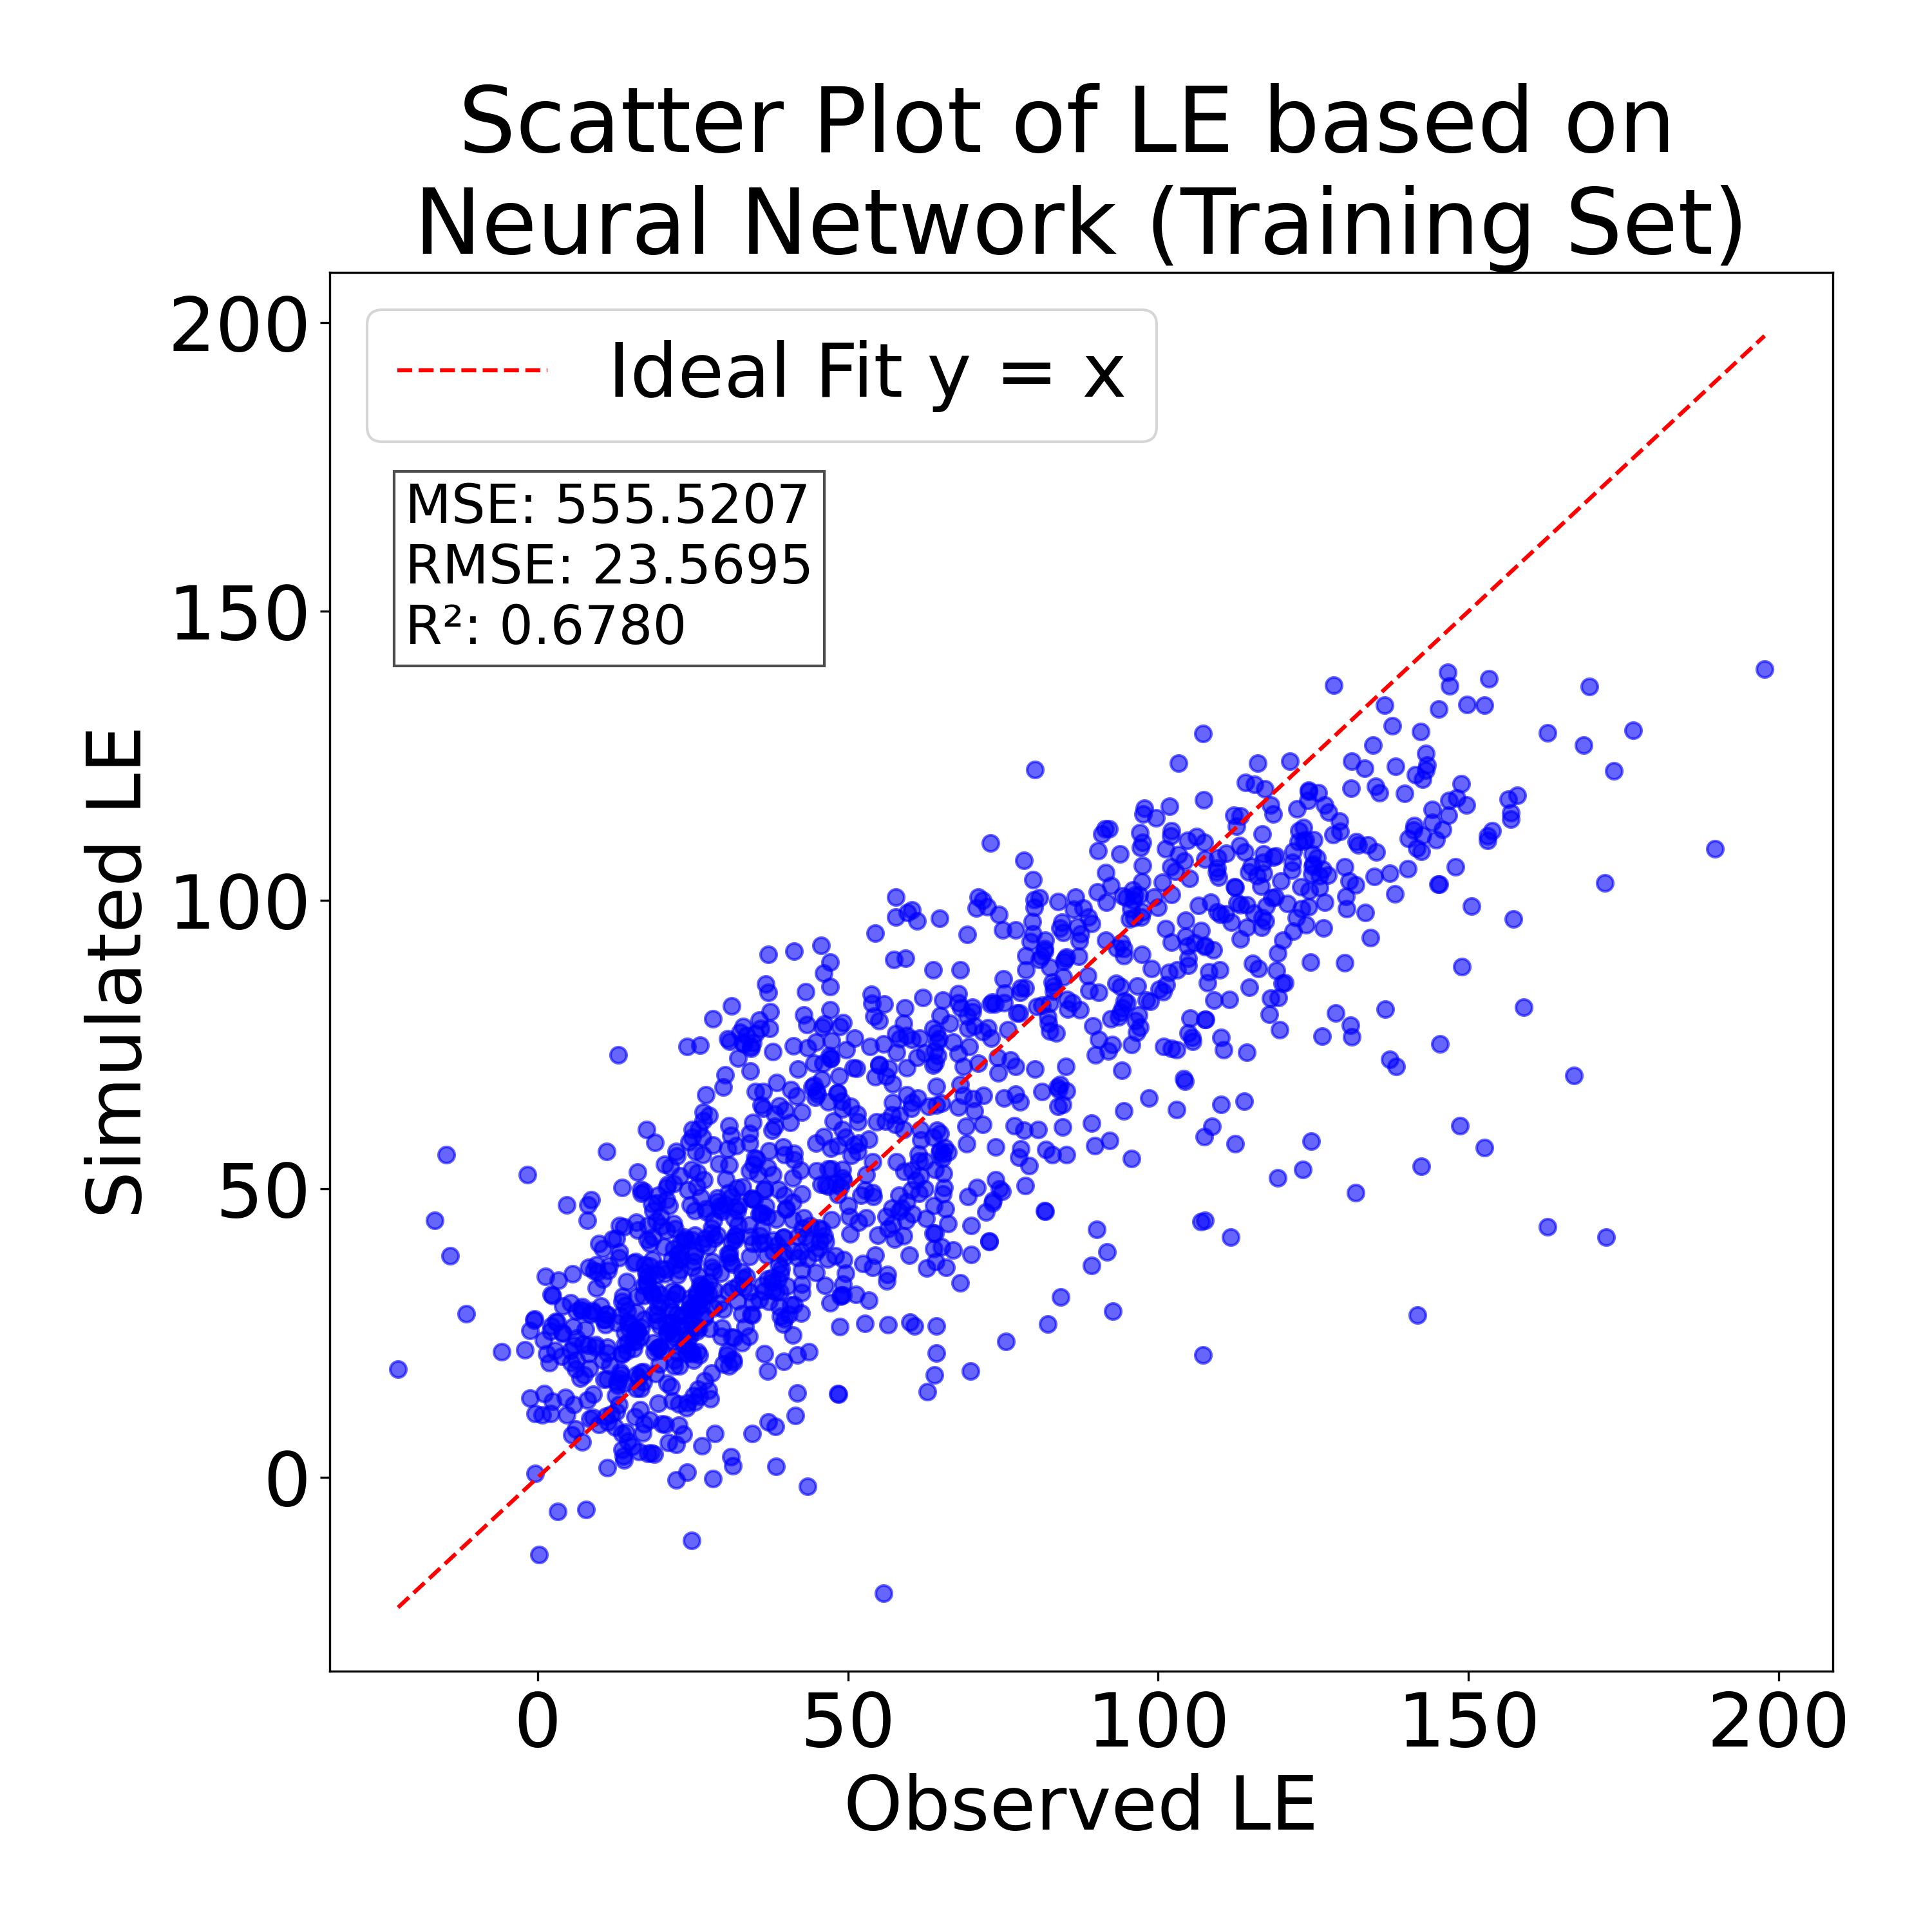 Scatter Plot of LE based on
Neural Network (Training Set)
Ideal Fit y = x
MSE: 555.5207
RMSE: 23.5695
R²: 0.6780
Simulated LE
200
150
100
50
0
0 50 100 150 200
Observed LE